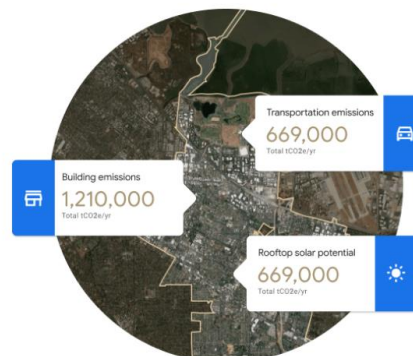 Transportation emissions
669,000
Total tCO2e/yr
Building emissions
1,210,000
Total tCO2e/yr
Rooftop solar potential
669,000
Total tCO2e/yr